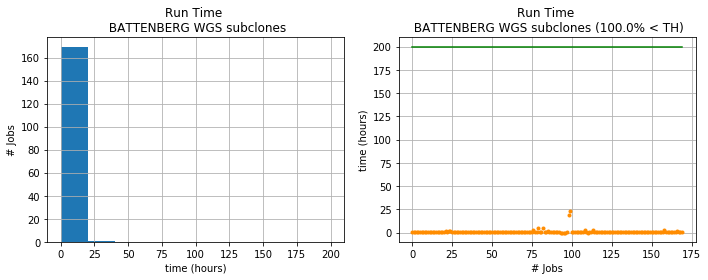 Run Time
BATTENBERG WGS subclones
# Jobs
160
140
120
100
80
60
40
20
0
0 25 50 75 100 125 150 175 200
time (hours)
Run Time
BATTENBERG WGS subclones (100.0% < TH)
time (hours)
200
175
150
125
100
75
50
25
0
0 25 50 75 100 125 150 175
# Jobs